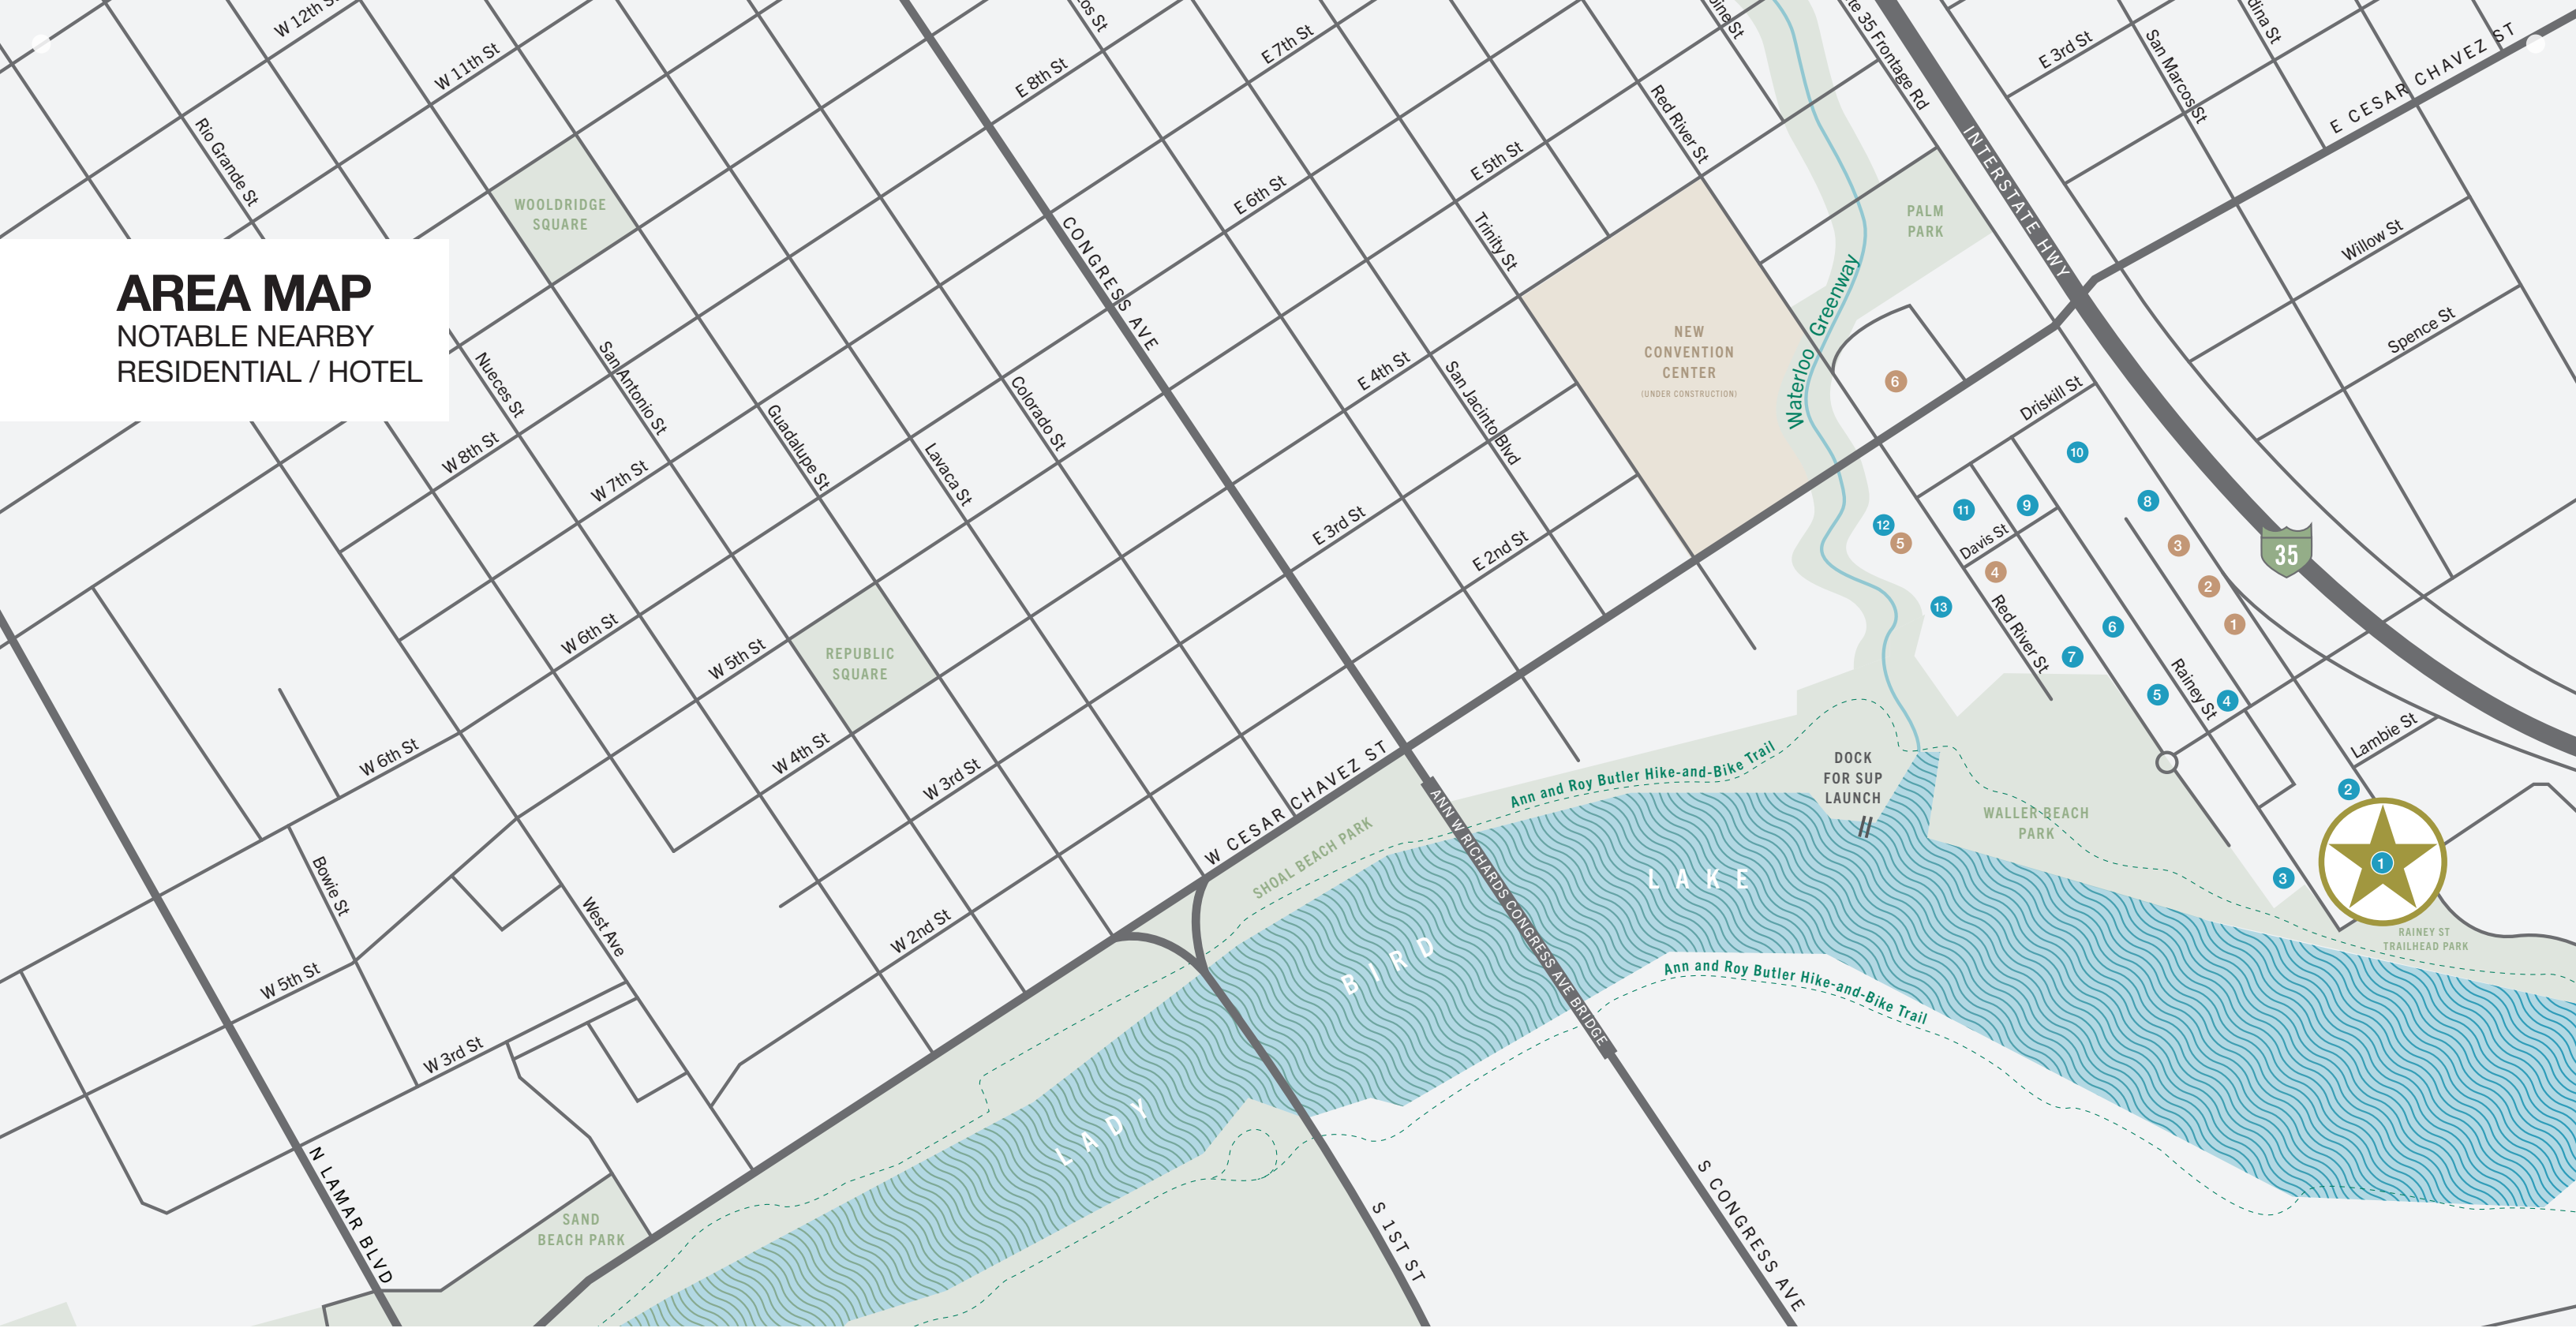 AREA MAP
NOTABLE NEARBY
RESIDENTIAL / HOTEL
W 12th St
W 11th St
Rio Grande St
WOOLDRIDGE
SQUARE
E 8th St
E 7th St
E 6th St
E 5th St
Red River St
Trinity St
CONGRESS AVE
PALM
PARK
INTERSTATE HWY
35 Frontage Rd
E 3rd St
San Marcos St
E CESAR CHAVEZ ST
Willow St
Spence St
Waterloo Greenway
NEW
CONVENTION
CENTER
(UNDER CONSTRUCTION)
6
Driskill St
10
8
9
11
12
5
Davis St
3
4
2
1
13
6
7
5
4
Red River St
Rainey St
35
Lambie St
2
1
3
RAINEY ST
TRAILHEAD PARK
Nueces St
San Antonio St
Guadalupe St
Lavaca St
Colorado St
San Jacinto Blvd
E 4th St
E 3rd St
E 2nd St
W 8th St
W 7th St
W 6th St
W 5th St
REPUBLIC
SQUARE
W 4th St
W 3rd St
W 2nd St
W CESAR CHAVEZ ST
SHOAL BEACH PARK
Ann and Roy Butler Hike-and-Bike Trail
DOCK
FOR SUP
LAUNCH
WALLER BEACH
PARK
ANN W RICHARDS CONGRESS AVE BRIDGE
LADY
BIRD
LAKE
Ann and Roy Butler Hike-and-Bike Trail
W 6th St
Bowie St
West Ave
W 5th St
W 3rd St
N LAMAR BLVD
SAND
BEACH PARK
S 1ST ST
S CONGRESS AVE